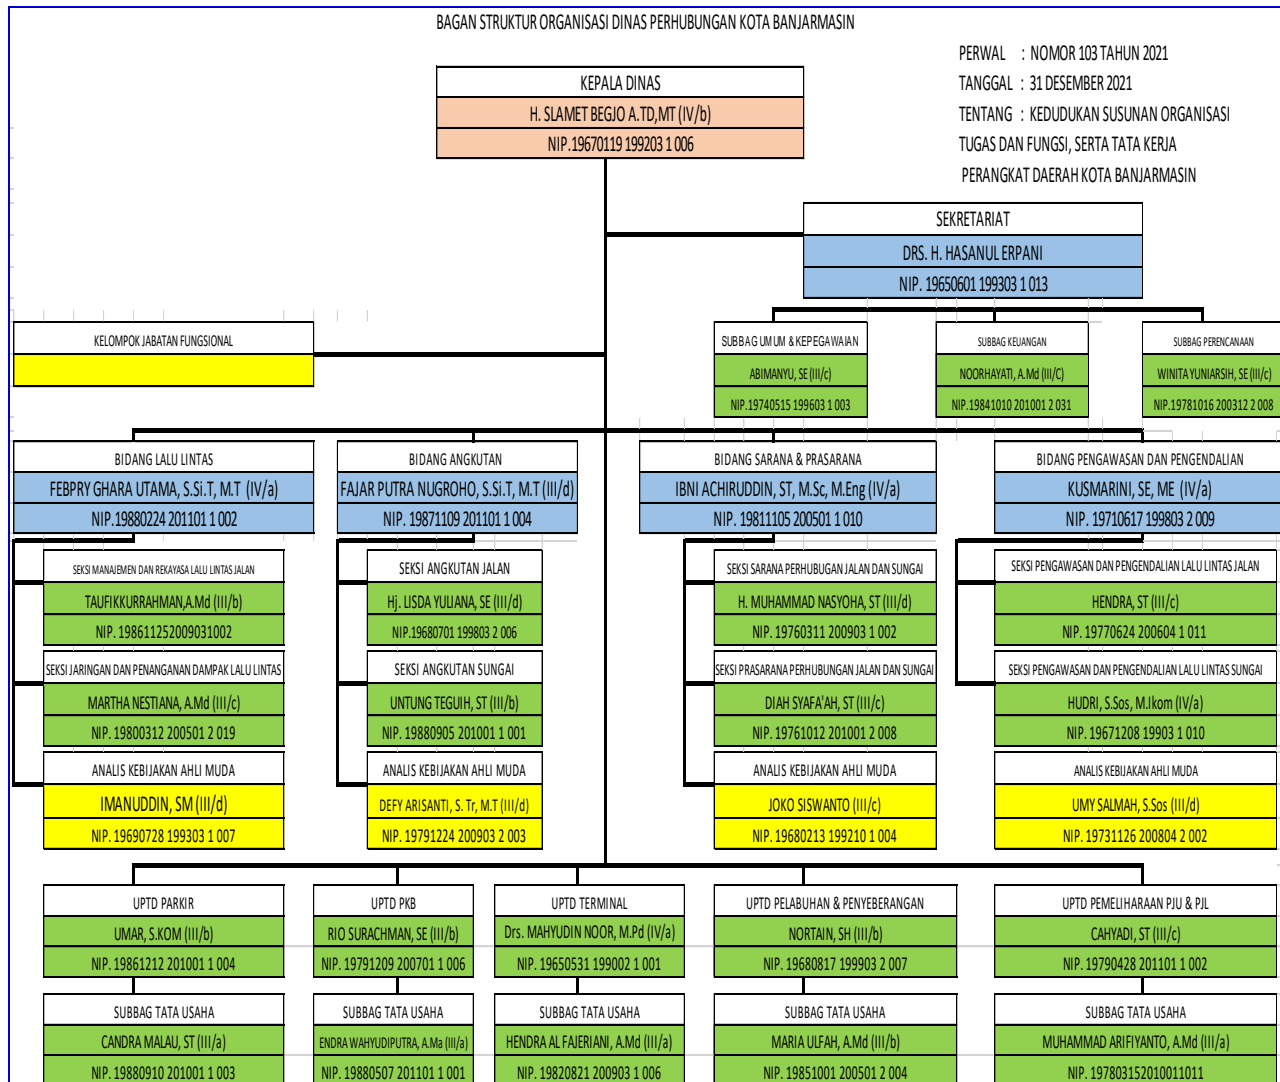 BAGAN STRUKTUR ORGANISASI DINAS PERHUBUNGAN KOTA BANJARMASIN
PERWAL : NOMOR 103 TAHUN 2021
TANGGAL : 31 DESEMBER 2021
TENTANG : KEDUDUKAN SUSUNAN ORGANISASI
TUGAS DAN FUNGSI, SERTA TATA KERJA
PERANGKAT DAERAH KOTA BANJARMASIN
KEPALA DINAS
H. SLAMET BEGJO A.TD,MT (IV/b)
NIP.19670119 199203 1 006
SEKRETARIAT
DRS. H. HASANUL ERPANI
NIP. 19650601 199303 1 013
KELOMPOK JABATAN FUNGSIONAL
SUBBAG UMUM & KEPEGAWAIAN
ABIMANYU, SE (III/c)
NIP.19740515 199603 1 003
SUBBAG KEUANGAN
NOORHAYATI, A.Md (III/C)
NIP.19841010 201001 2 031
SUBBAG PERENCANAAN
WINITA YUNIARSIH, SE (III/c)
NIP.19781016 200312 2 008
BIDANG LALU LINTAS
FEBPRY GHARA UTAMA, S.Si.T, M.T (IV/a)
NIP.19880224 201101 1 002
BIDANG ANGKUTAN
FAJAR PUTRA NUGROHO, S.Si.T, M.T (III/d)
NIP. 19871109 201101 1 004
BIDANG SARANA & PRASARANA
IBNI ACHIRUDDIN, ST, M.Sc, M.Eng (IV/a)
NIP. 19811105 200501 1 010
BIDANG PENGAWASAN DAN PENGENDALIAN
KUSMARINI, SE, ME (IV/a)
NIP. 19710617 199803 2 009
SEKSI MANAJEMEN DAN REKAYASA LALU LINTAS JALAN
TAUFIKKURRAHMAN,A.Md (III/b)
NIP. 198611252009031002
SEKSI JARINGAN DAN PENANGANAN DAMPAK LALU LINTAS
MARTHA NESTIANA, A.Md (III/c)
NIP. 19800312 200501 2 019
ANALIS KEBIJAKAN AHLI MUDA
IMANUDDIN, SM (III/d)
NIP. 19690728 199303 1 007
SEKSI ANGKUTAN JALAN
Hj. LISDA YULIANA, SE (III/d)
NIP.19680701 199803 2 006
SEKSI ANGKUTAN SUNGAI
UNTUNG TEGUIH, ST (III/b)
NIP. 19880905 201001 1 001
ANALIS KEBIJAKAN AHLI MUDA
DEFY ARISANTI, S. Tr, M.T (III/d)
NIP. 19791224 200903 2 003
SEKSI SARANA PERHUBUGAN JALAN DAN SUNGAI
H. MUHAMMAD NASYOHA, ST (III/d)
NIP. 19760311 200903 1 002
SEKSI PRASARANA PERHUBUNGAN JALAN DAN SUNGAI
DIAH SYAFA'AH, ST (III/c)
NIP. 19761012 201001 2 008
ANALIS KEBIJAKAN AHLI MUDA
JOKO SISWANTO (III/c)
NIP. 19680213 199210 1 004
SEKSI PENGAWASAN DAN PENGENDALIAN LALU LINTAS JALAN
HENDRA, ST (III/c)
NIP. 19770624 200604 1 011
SEKSI PENGAWASAN DAN PENGENDALIAN LALU LINTAS SUNGAI
HUDRI, S.Sos, M.Ikom (IV/a)
NIP. 19671208 19903 1 010
ANALIS KEBIJAKAN AHLI MUDA
UMY SALMAH, S.Sos (III/d)
NIP. 19731126 200804 2 002
UPTD PARKIR
UMAR, S.KOM (III/b)
NIP. 19861212 201001 1 004
SUBBAG TATA USAHA
CANDRA MALAU, ST (III/a)
NIP. 19880910 201001 1 003
UPTD PKB
RIO SURACHMAN, SE (III/b)
NIP. 19791209 200701 1 006
SUBBAG TATA USAHA
ENDRA WAHYUDIPUTRA, A.Ma (III/a)
NIP. 19880507 201101 1 001
UPTD TERMINAL
Drs. MAHYUDIN NOOR, M.Pd (IV/a)
NIP. 19650531 199002 1 001
SUBBAG TATA USAHA
HENDRA AL FAJERIANI, A.Md (III/a)
NIP. 19820821 200903 1 006
UPTD PELABUHAN & PENYEBERANGAN
NORTAIN, SH (III/b)
NIP. 19680817 199903 2 007
SUBBAG TATA USAHA
MARIA ULFAH, A.Md (III/b)
NIP. 19851001 200501 2 004
UPTD PEMELIHARAAN PJU & PJL
CAHYADI, ST (III/c)
NIP. 19790428 201101 1 002
SUBBAG TATA USAHA
MUHAMMAD ARIFIYANTO, A.Md (III/a)
NIP. 197803152010011011